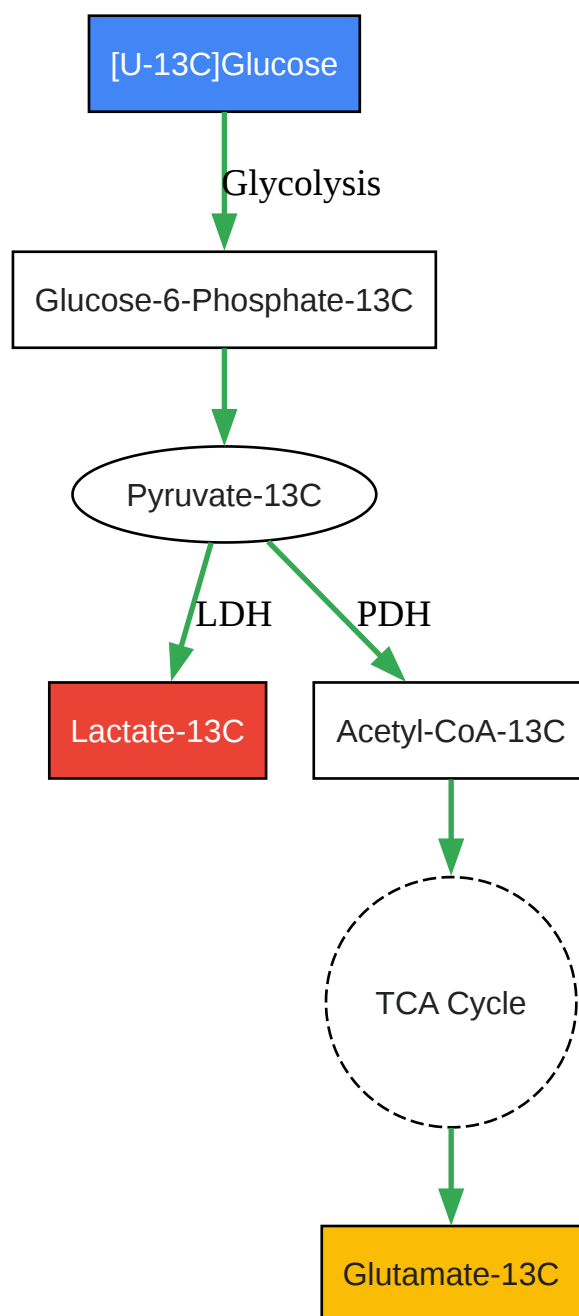 [U-13C]Glucose
Glycolysis
Glucose-6-Phosphate-13C
Pyruvate-13C
LDH
PDH
Lactate-13C
Acetyl-CoA-13C
TCA Cycle
Glutamate-13C